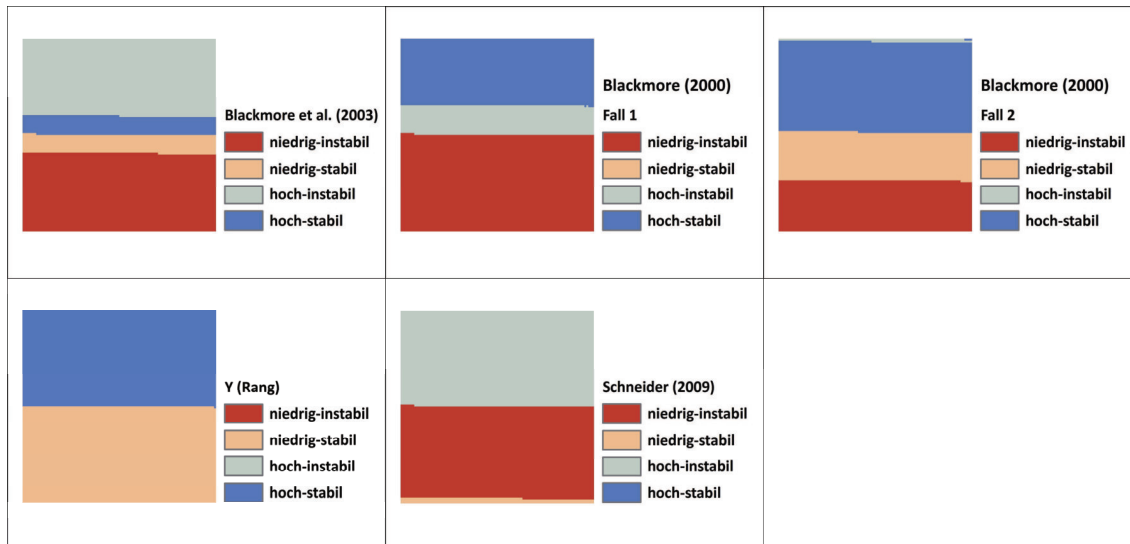 Blackmore et al. (2003)
niedrig-instabil
niedrig-stabil
hoch-instabil
hoch-stabil
Blackmore (2000)
Fall 1
niedrig-instabil
niedrig-stabil
hoch-instabil
hoch-stabil
Blackmore (2000)
Fall 2
niedrig-instabil
niedrig-stabil
hoch-instabil
hoch-stabil
Y (Rang)
niedrig-instabil
niedrig-stabil
hoch-instabil
hoch-stabil
Schneider (2009)
niedrig-instabil
niedrig-stabil
hoch-instabil
hoch-stabil